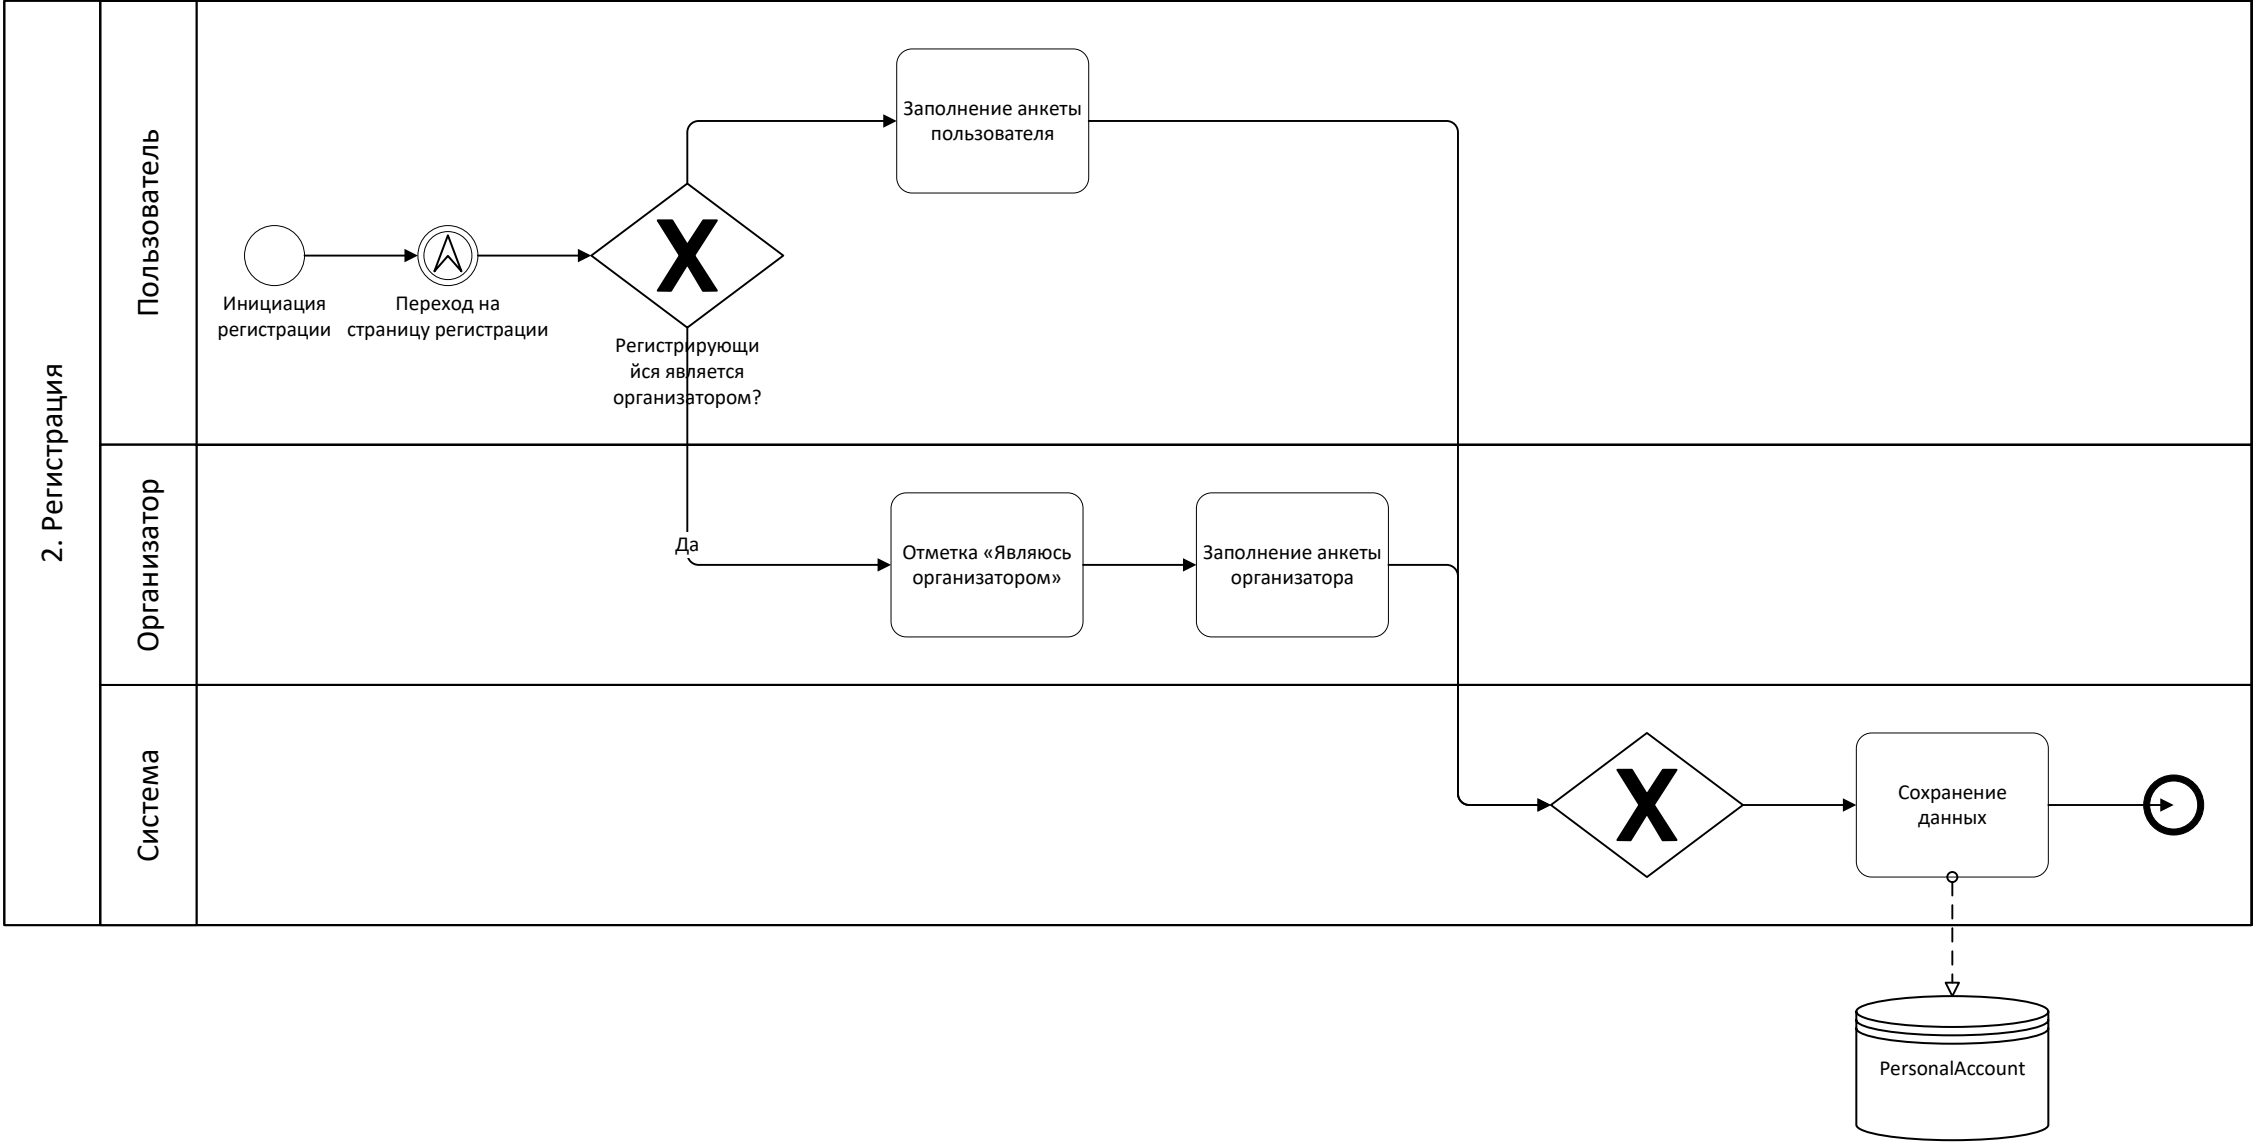 2. Регистрация
Пользователь
Инициация
регистрации
Переход на
страницу регистрации
Регистрирующи
йся является
организатором?
Заполнение анкеты
пользователя
Организатор
Да
Отметка «Являюсь
организатором»
Заполнение анкеты
организатора
Система
X
X
Сохранение
данных
PersonalAccount